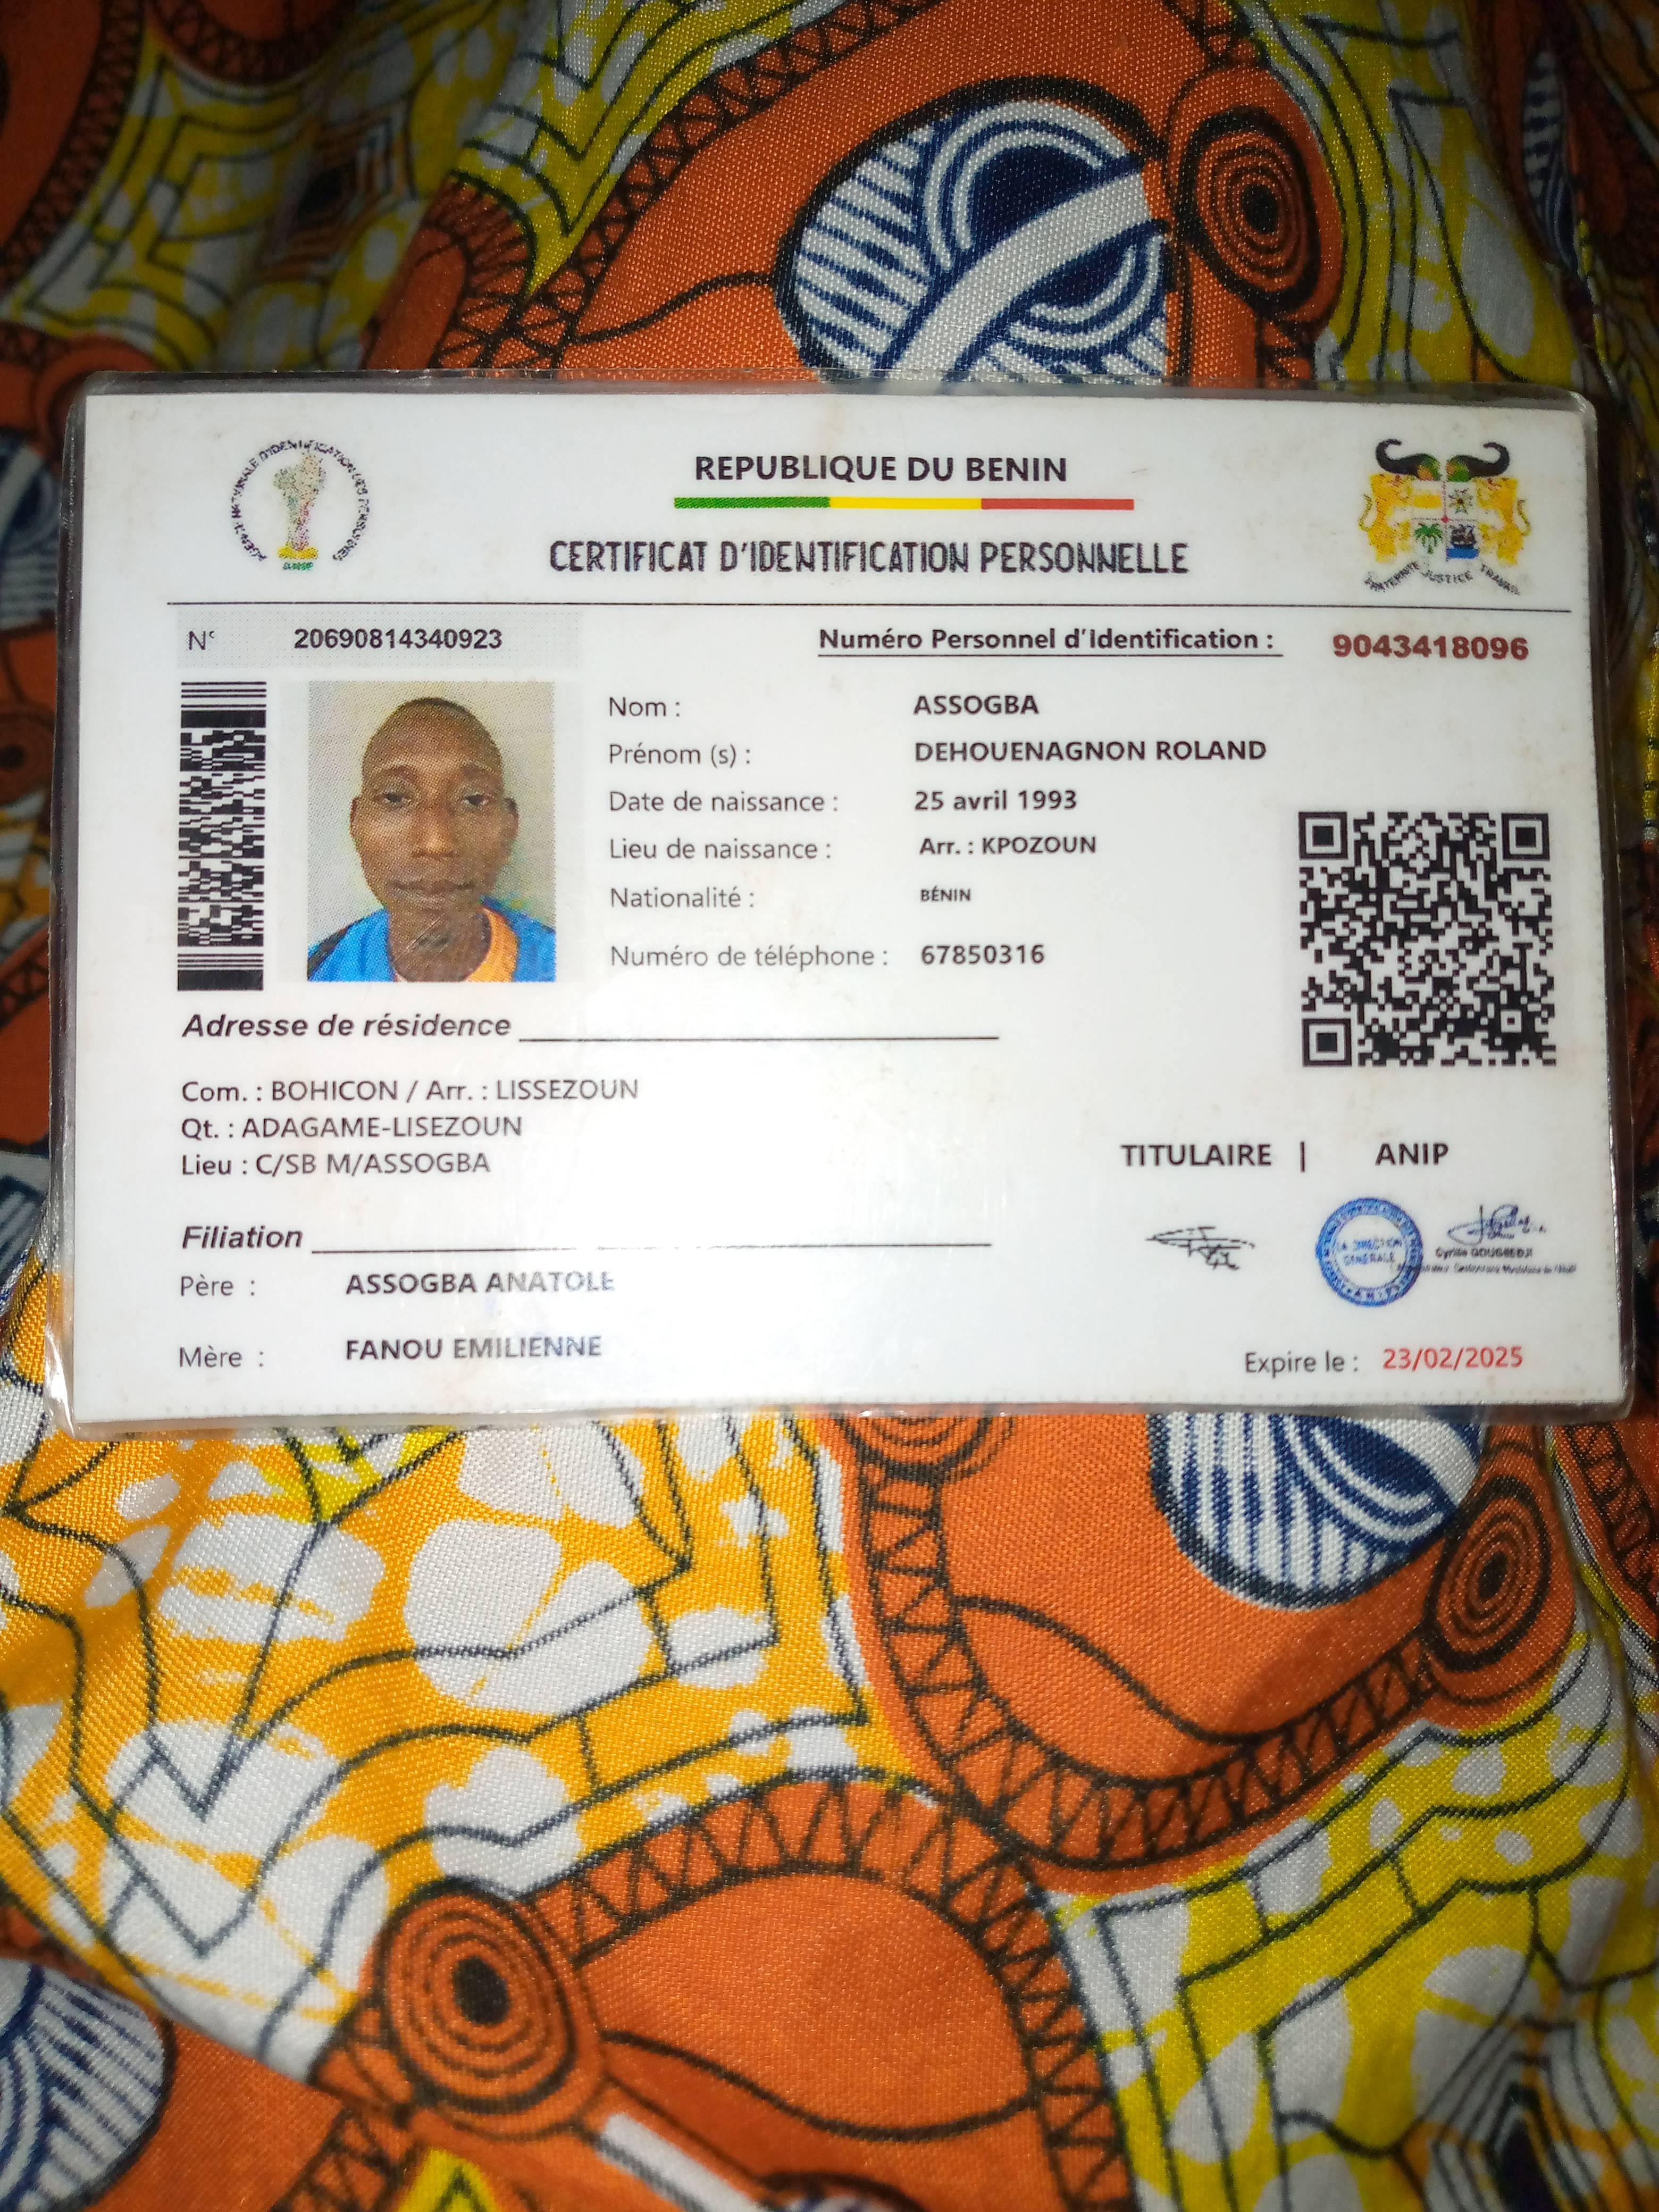 AGENCE NATIONALE D'IDENTIFICATION DES PERSONNES
REPUBLIQUE DU BENIN
CERTIFICAT D'IDENTIFICATION PERSONNELLE
FRATERNITE JUSTICE TRAVAIL
N° 20690814340923
Numéro Personnel d'Identification : 9043418096
Nom : ASSOGBA
Prénom (s) : DEHOUENAGNON ROLAND
Date de naissance : 25 avril 1993
Lieu de naissance : Arr. : KPOZOUN
Nationalité : BÉNIN
Numéro de téléphone : 67850316
Adresse de résidence
Com. : BOHICON / Arr. : LISSEZOUN
Qt. : ADAGAME-LISEZOUN
Lieu : C/SB M/ASSOGBA
TITULAIRE | ANIP
LA DIRECTION GENERALE
Cyrille GOUGBEDJI
Filiation
Père : ASSOGBA ANATOLE
Mère : FANOU EMILIENNE
Expire le : 23/02/2025